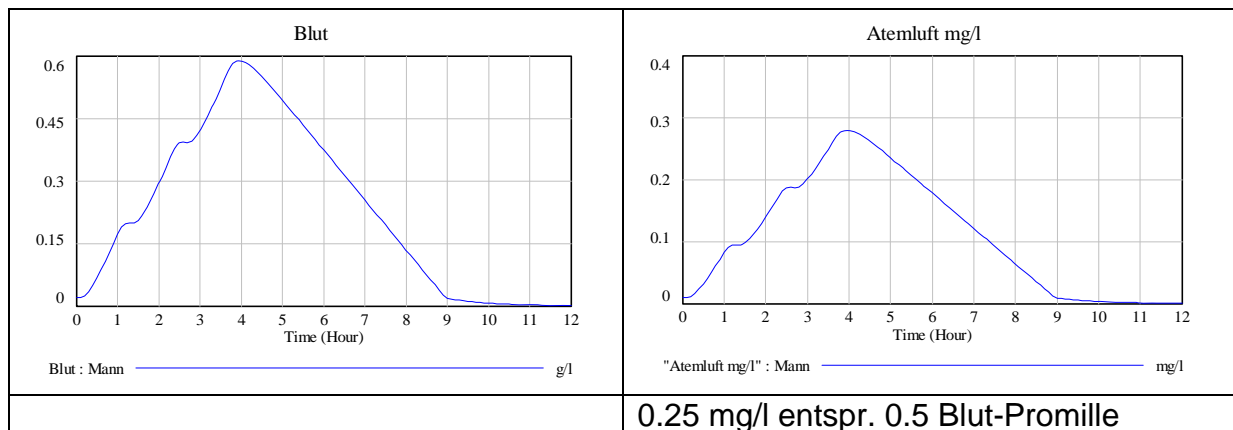 Blut
0.6
0.45
0.3
0.15
0
0 1 2 3 4 5 6 7 8 9 10 11 12
Time (Hour)
Blut : Mann g/l
Atemluft mg/l
0.4
0.3
0.2
0.1
0
0 1 2 3 4 5 6 7 8 9 10 11 12
Time (Hour)
"Atemluft mg/l" : Mann mg/l
0.25 mg/l entspr. 0.5 Blut-Promille